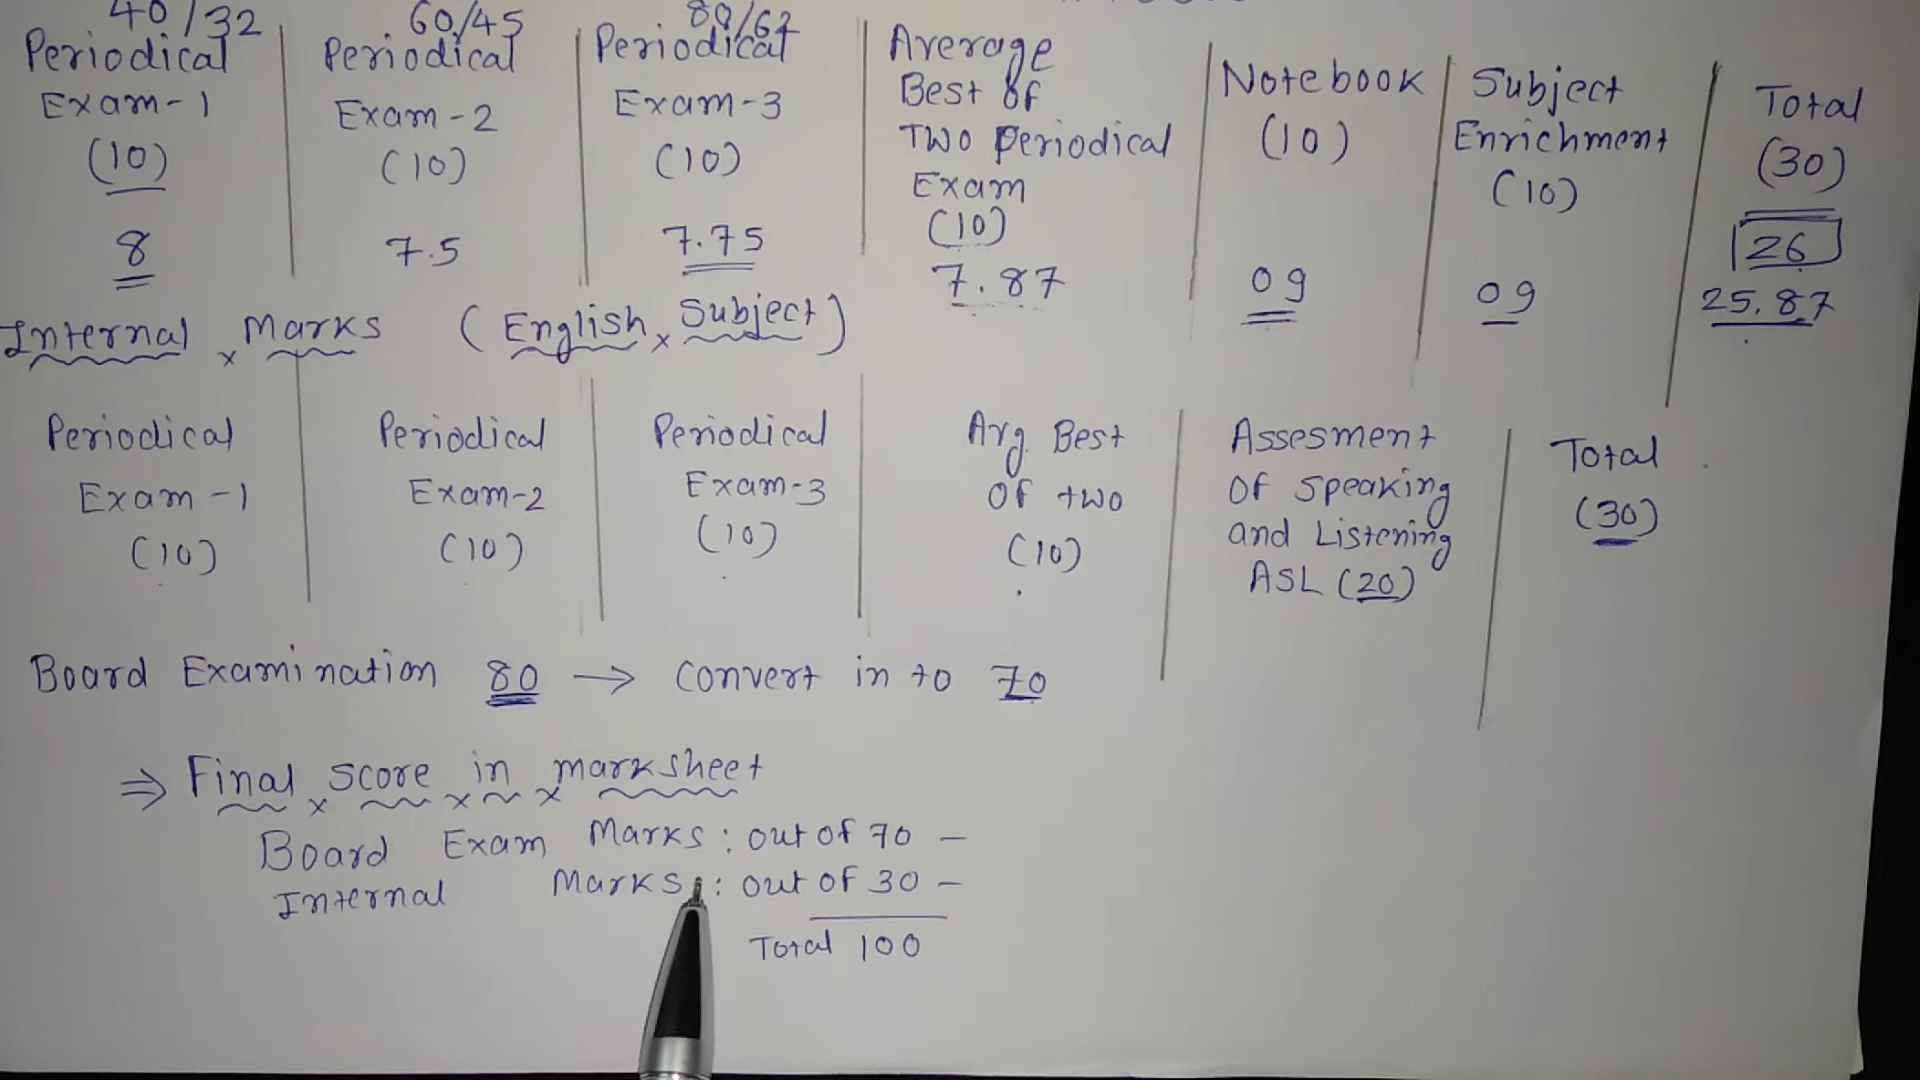 40/32
Periodical
Exam-1
(10)
8
60/45
Periodical
Exam-2
(10)
7.5
Periodical
Exam-3
(10)
7.75
Average
Best of
Two Periodical
Exam
(10)
7.87
Notebook
(10)
09
Subject
Enrichment
(10)
09
Total
(30)
26
25.87
Internal Marks (English Subject)
Periodical
Exam-1
(10)
Periodical
Exam-2
(10)
Periodical
Exam-3
(10)
Avg. Best
of two
(10)
Assesment
of speaking
and Listening
ASL (20)
Total
(30)
Board Examination 80 → convert in to 70
⇒ Final score in marksheet
Board Exam Marks: out of 70 —
Internal Marks: out of 30 —
Total 100